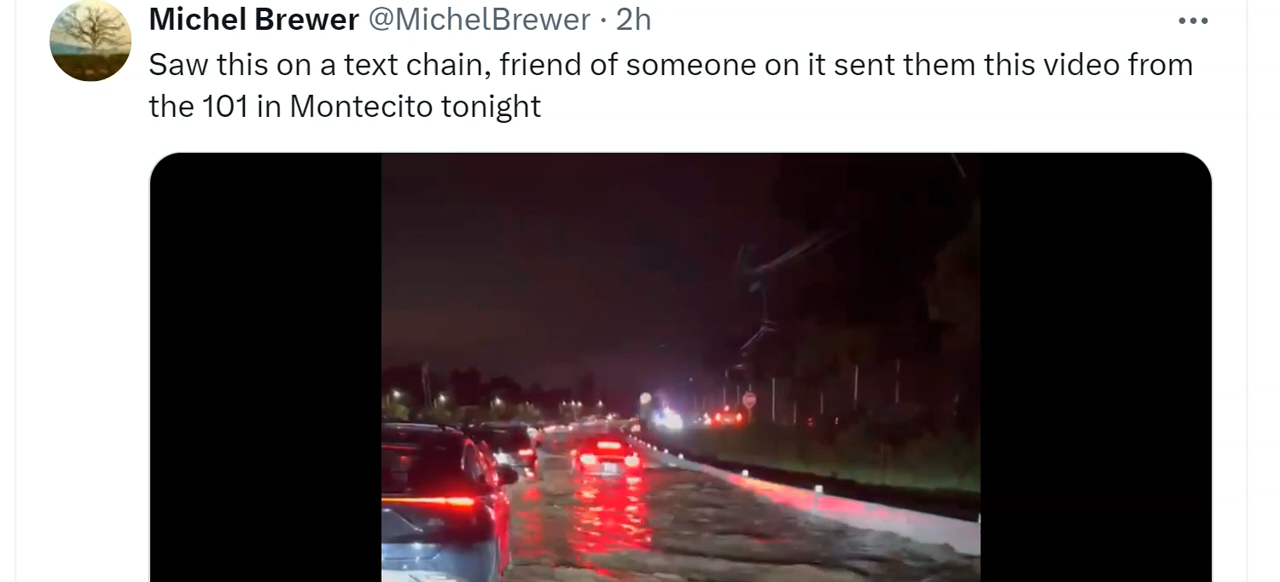 Michel Brewer @MichelBrewer · 2h
Saw this on a text chain, friend of someone on it sent them this video from
the 101 in Montecito tonight